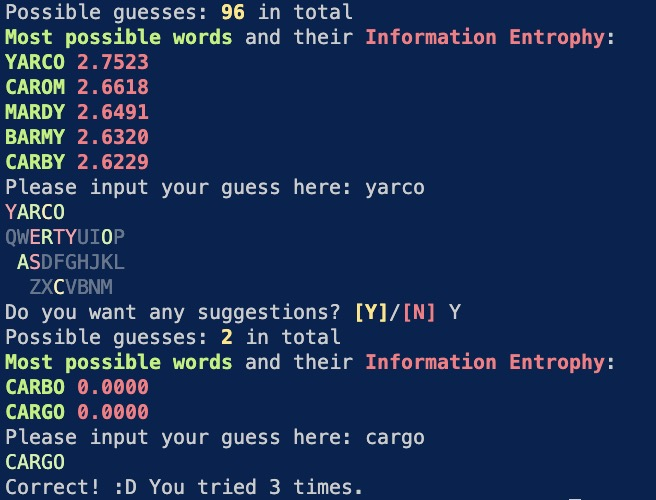 Possible guesses: 96 in total
Most possible words and their Information Entrophy:
YARCO 2.7523
CAROM 2.6618
MARDY 2.6491
BARMY 2.6320
CARBY 2.6229
Please input your guess here: yarco
YARCO
QWERTYUIOP
ASDFGHJKL
ZXCVBNM
Do you want any suggestions? [Y]/[N] Y
Possible guesses: 2 in total
Most possible words and their Information Entrophy:
CARBO 0.0000
CARGO 0.0000
Please input your guess here: cargo
CARGO
Correct! :D You tried 3 times.